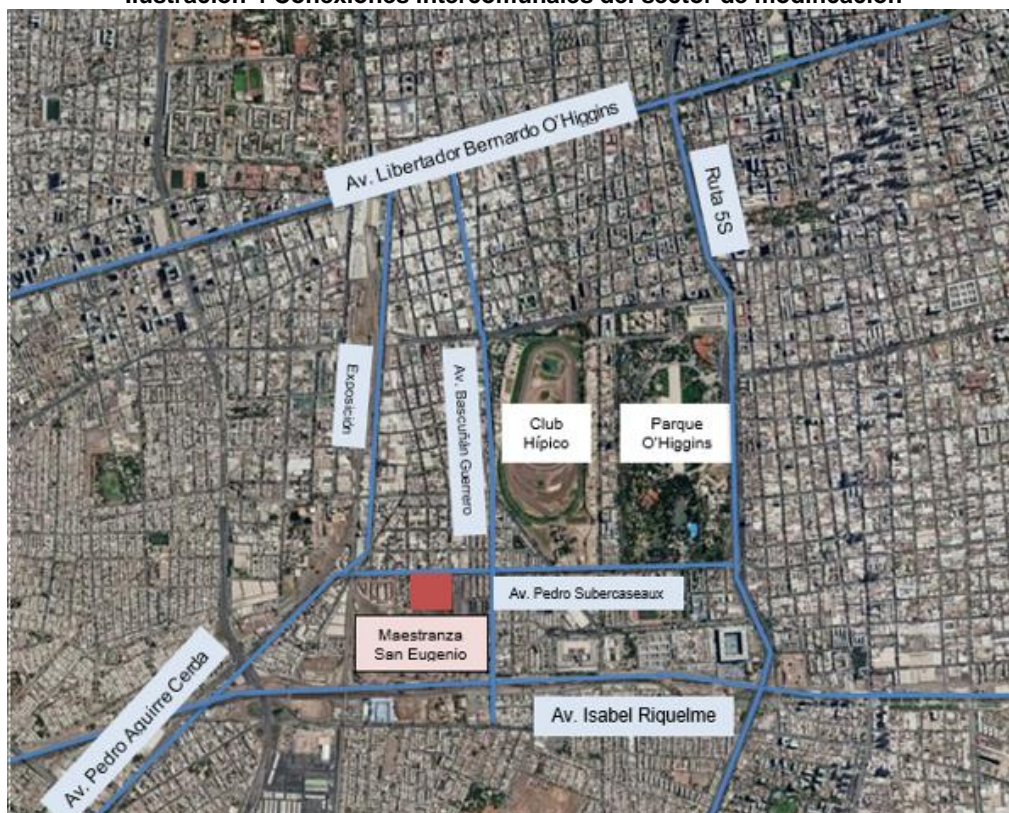 Ilustración 4 Conexiones intercomunales del sector de modificación
Av. Libertador Bernardo O'Higgins
Ruta 5S
Exposición
Av. Bascuñán Guerrero
Club
Hípico
Parque
O'Higgins
Av. Pedro Subercaseaux
Maestranza
San Eugenio
Av. Pedro Aguirre Cerda
Av. Isabel Riquelme